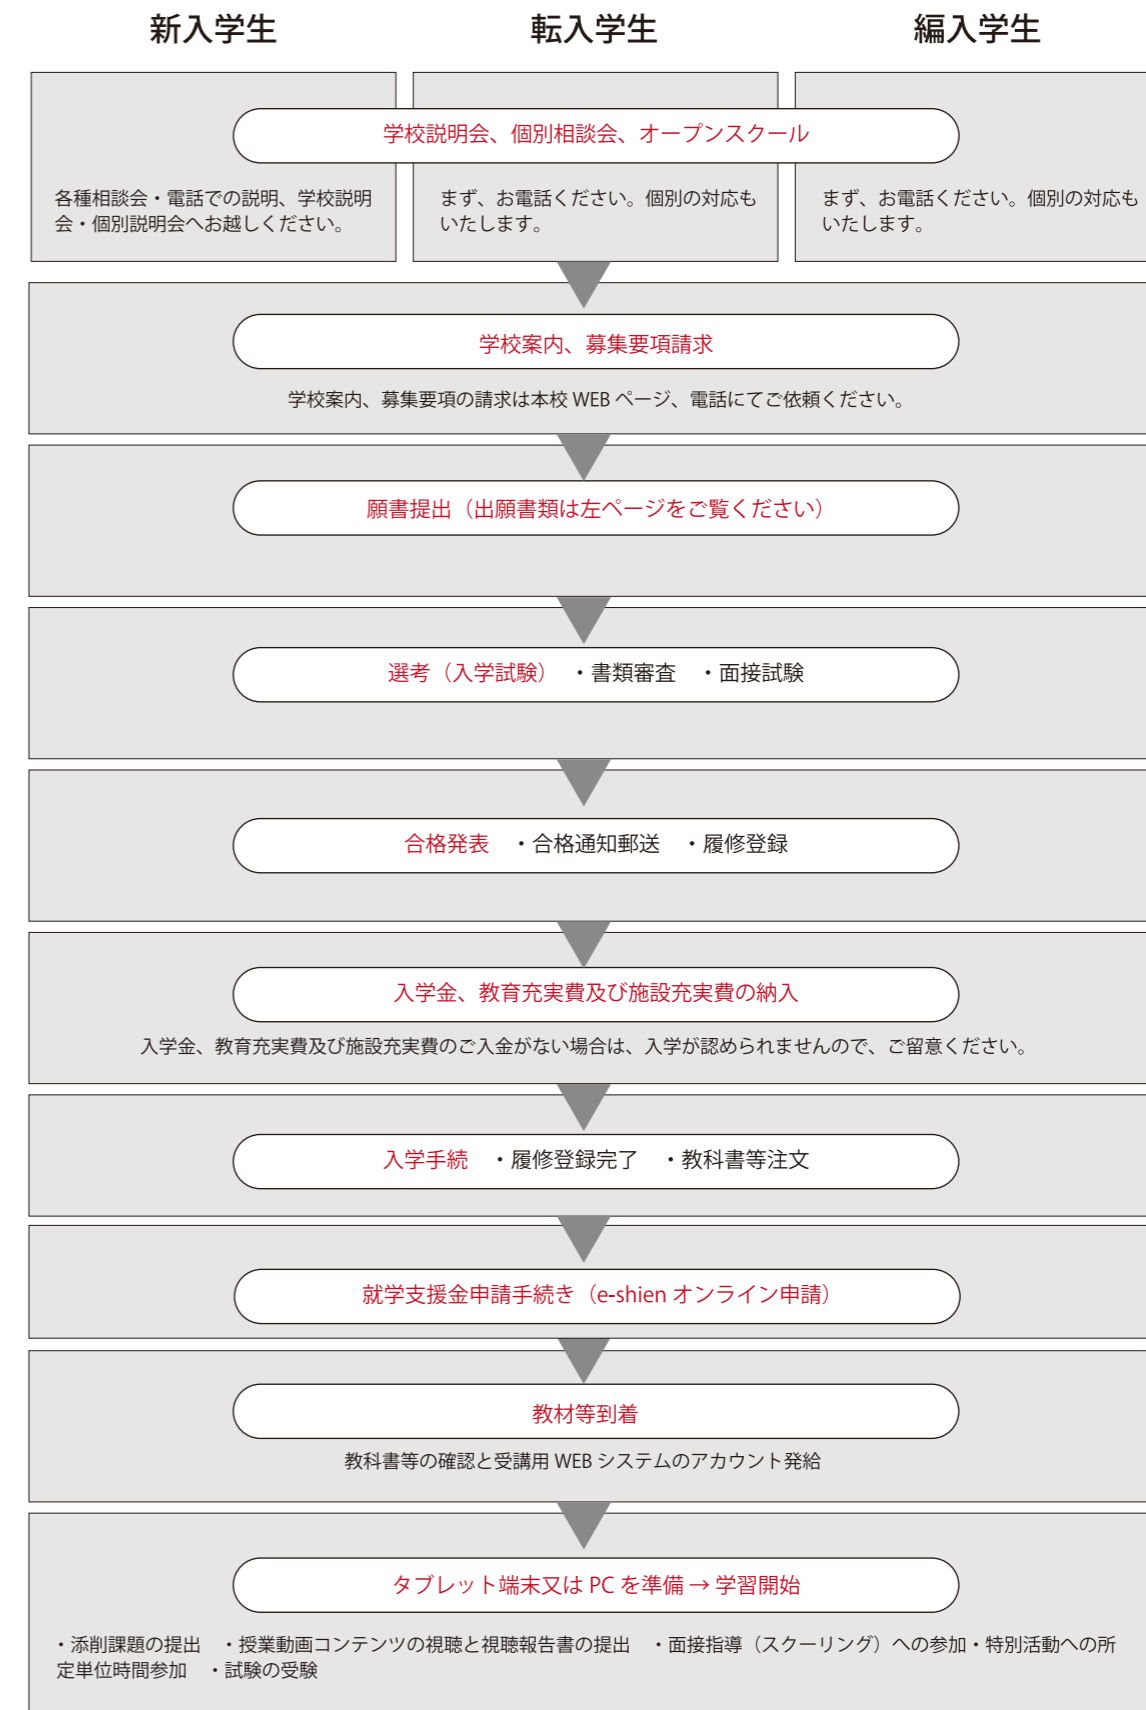 新入学生
転入学生
編入学生
学校説明会、個別相談会、オープンスクール
各種相談会・電話での説明、学校説明
会・個別説明会へお越しください。
まず、お電話ください。個別の対応も
いたします。
まず、お電話ください。個別の対応も
いたします。
学校案内、募集要項請求
学校案内、募集要項の請求は本校 WEB ページ、電話にてご依頼ください。
願書提出（出願書類は左ページをご覧ください）
選考（入学試験）　・書類審査　・面接試験
合格発表　・合格通知郵送　・履修登録
入学金、教育充実費及び施設充実費の納入
入学金、教育充実費及び施設充実費のご入金がない場合は、入学が認められませんので、ご留意ください。
入学手続　・履修登録完了　・教科書等注文
就学支援金申請手続き（e-shien オンライン申請）
教材等到着
教科書等の確認と受講用 WEB システムのアカウント発給
タブレット端末又は PC を準備 → 学習開始
・添削課題の提出　・授業動画コンテンツの視聴と視聴報告書の提出　・面接指導（スクーリング）への参加・特別活動への所
定単位時間参加　・試験の受験